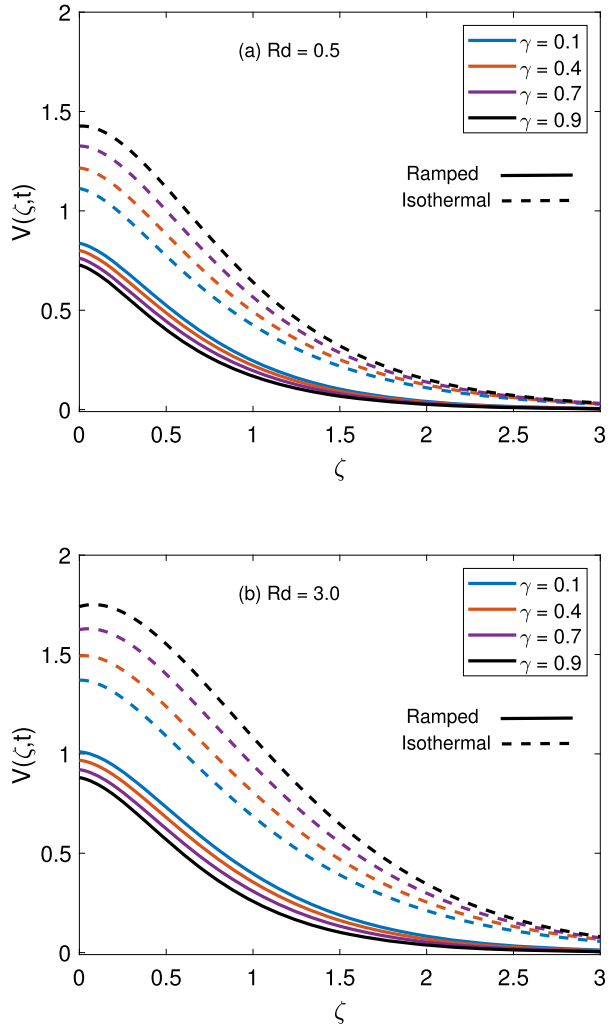 2
(a) Rd = 0.5
γ = 0.1
γ = 0.4
γ = 0.7
γ = 0.9
1.5
Ramped
Isothermal
V(ζ,t)
1
0.5
0
0 0.5 1 1.5 2 2.5 3
ζ
2
(b) Rd = 3.0
γ = 0.1
γ = 0.4
γ = 0.7
γ = 0.9
1.5
Ramped
Isothermal
V(ζ,t)
1
0.5
0
0 0.5 1 1.5 2 2.5 3
ζ